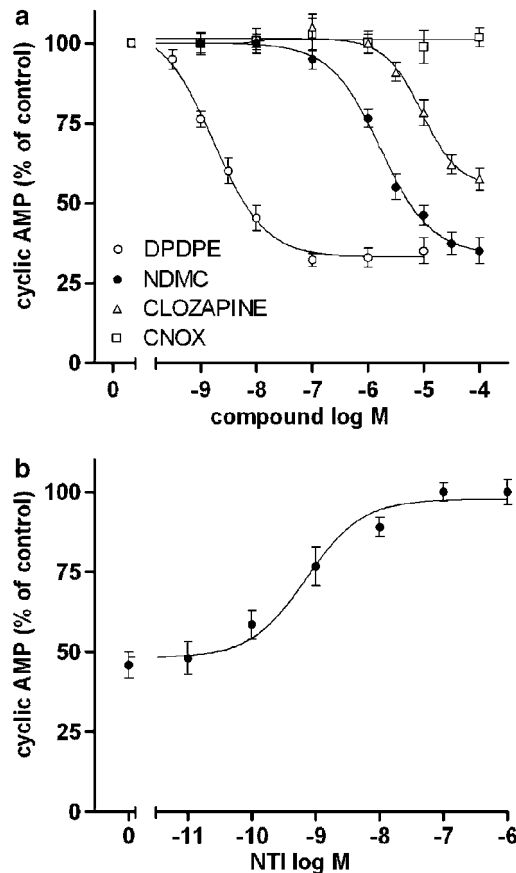 a
cyclic AMP (% of control)
100
75
50
25
0
DPDPE
NDMC
CLOZAPINE
CNOX
0 -9 -8 -7 -6 -5 -4
compound log M
b
cyclic AMP (% of control)
100
75
50
25
0
0 -11 -10 -9 -8 -7 -6
NTI log M